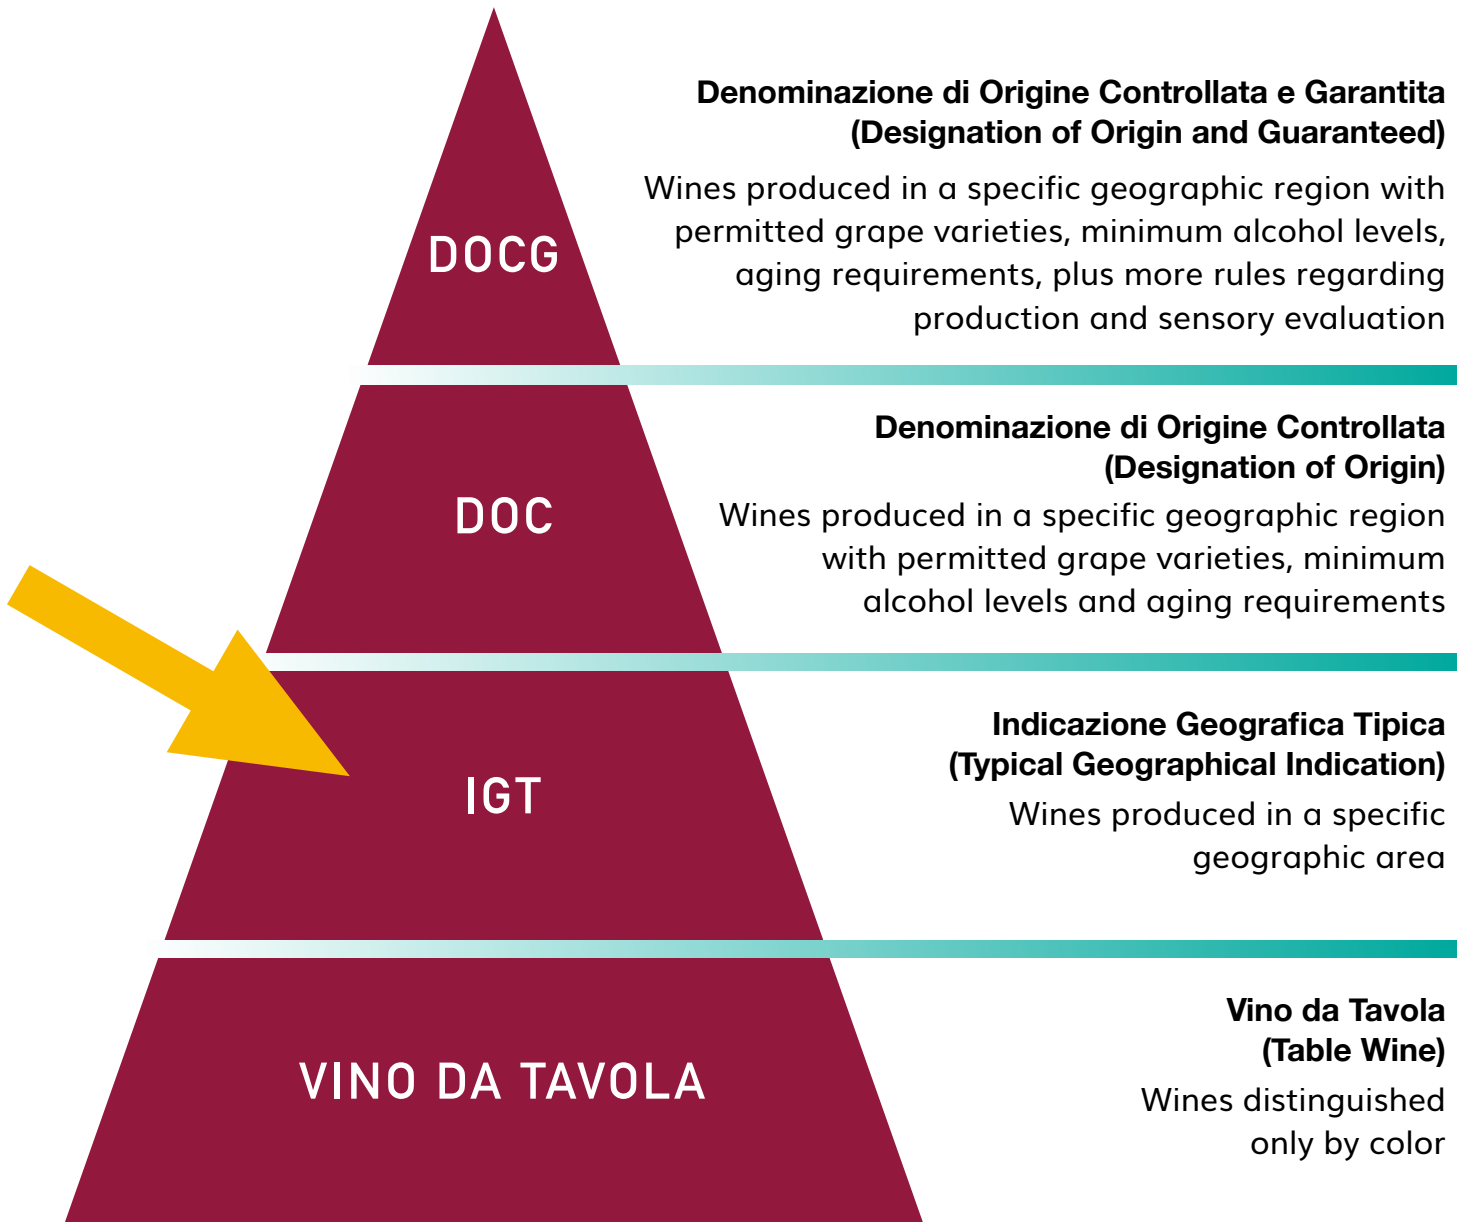 Denominazione di Origine Controllata e Garantita
(Designation of Origin and Guaranteed)
Wines produced in a specific geographic region with
permitted grape varieties, minimum alcohol levels,
aging requirements, plus more rules regarding
production and sensory evaluation
DOCG
Denominazione di Origine Controllata
(Designation of Origin)
Wines produced in a specific geographic region
with permitted grape varieties, minimum
alcohol levels and aging requirements
DOC
Indicazione Geografica Tipica
(Typical Geographical Indication)
Wines produced in a specific
geographic area
IGT
Vino da Tavola
(Table Wine)
Wines distinguished
only by color
VINO DA TAVOLA